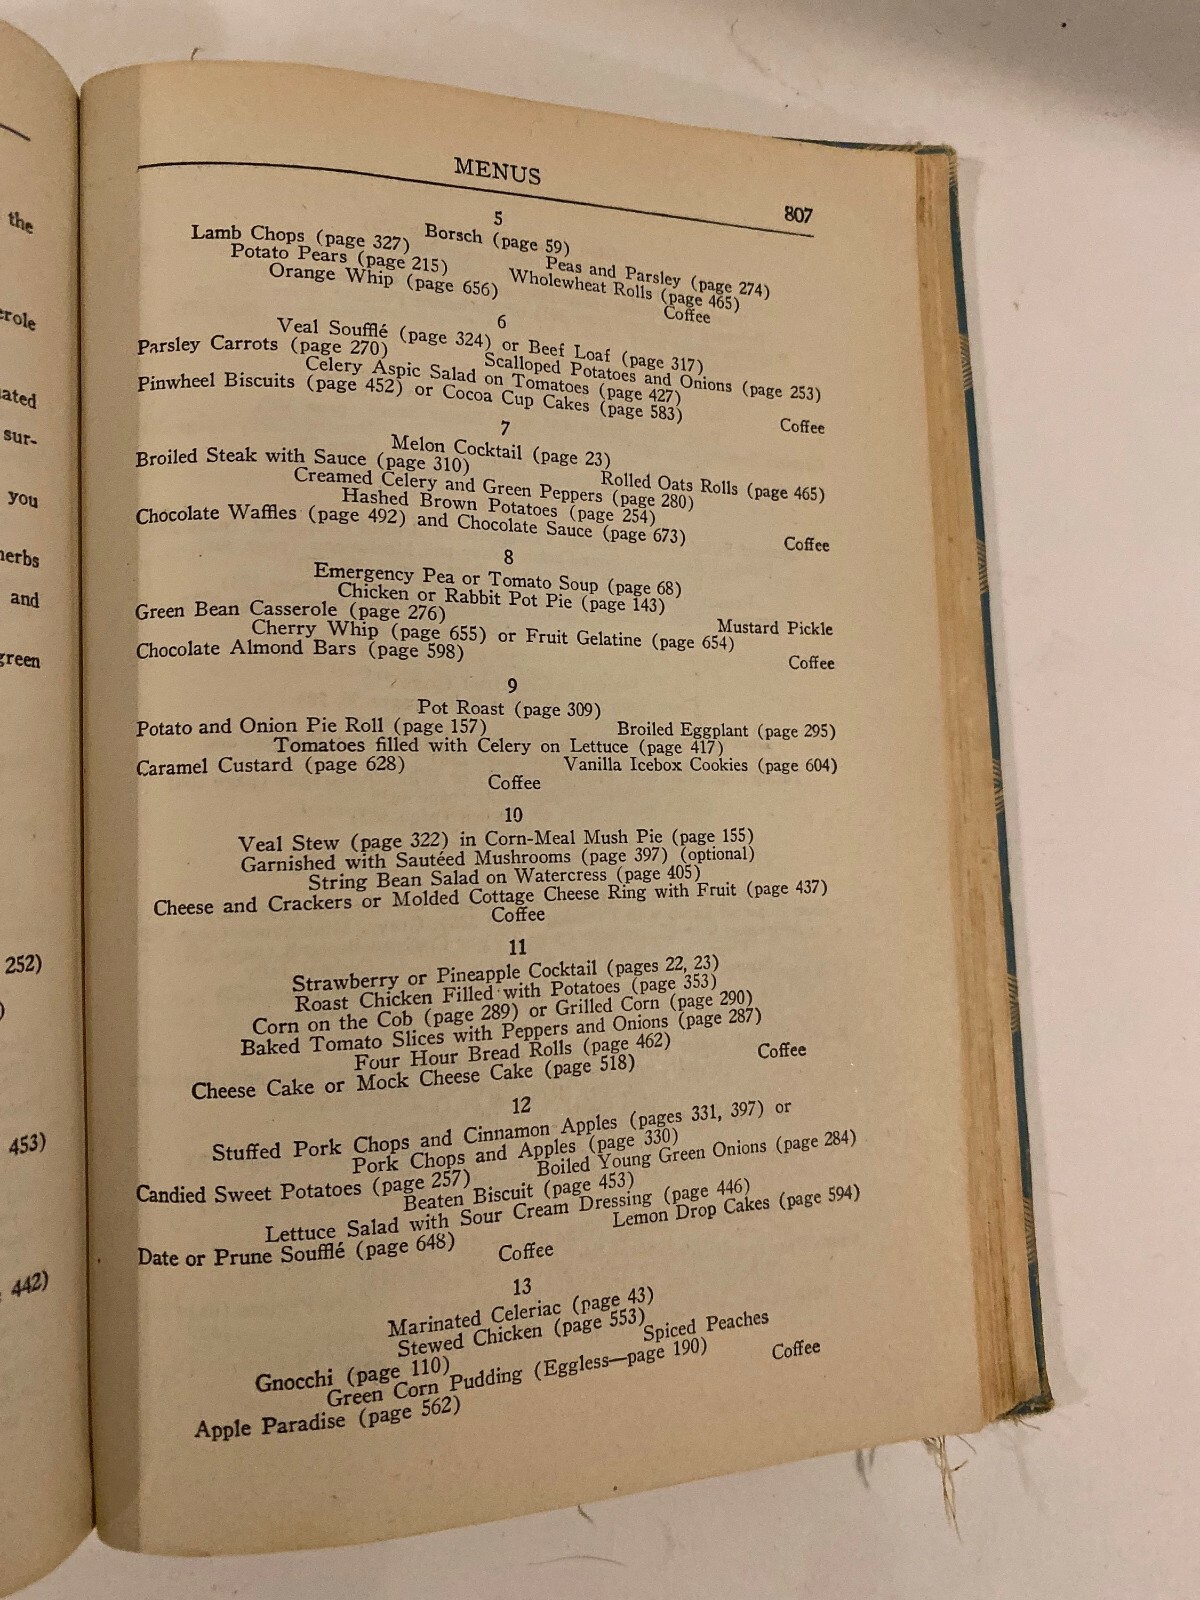 the
erole
ated
sur-
you
herbs
and
green
252)
)
453)
442)
MENUS
807
5
Borsch (page 59)
Lamb Chops (page 327) Peas and Parsley (page 274)
Potato Pears (page 215) Wholewheat Rolls (page 465)
Orange Whip (page 656) Coffee
6
Veal Soufflé (page 324) or Beef Loaf (page 317)
Parsley Carrots (page 270) Scalloped Potatoes and Onions (page 253)
Celery Aspic Salad on Tomatoes (page 427)
Pinwheel Biscuits (page 452) or Cocoa Cup Cakes (page 583)
Coffee
7
Melon Cocktail (page 23)
Broiled Steak with Sauce (page 310) Rolled Oats Rolls (page 465)
Creamed Celery and Green Peppers (page 280)
Hashed Brown Potatoes (page 254)
Chocolate Waffles (page 492) and Chocolate Sauce (page 673)
Coffee
8
Emergency Pea or Tomato Soup (page 68)
Chicken or Rabbit Pot Pie (page 143)
Green Bean Casserole (page 276) Mustard Pickle
Cherry Whip (page 655) or Fruit Gelatine (page 654)
Chocolate Almond Bars (page 598) Coffee
9
Pot Roast (page 309)
Potato and Onion Pie Roll (page 157) Broiled Eggplant (page 295)
Tomatoes filled with Celery on Lettuce (page 417)
Caramel Custard (page 628) Vanilla Icebox Cookies (page 604)
Coffee
10
Veal Stew (page 322) in Corn-Meal Mush Pie (page 155)
Garnished with Sautéed Mushrooms (page 397) (optional)
String Bean Salad on Watercress (page 405)
Cheese and Crackers or Molded Cottage Cheese Ring with Fruit (page 437)
Coffee
11
Strawberry or Pineapple Cocktail (pages 22, 23)
Roast Chicken Filled with Potatoes (page 353)
Corn on the Cob (page 289) or Grilled Corn (page 290)
Baked Tomato Slices with Peppers and Onions (page 287)
Four Hour Bread Rolls (page 462)
Cheese Cake or Mock Cheese Cake (page 518) Coffee
12
Stuffed Pork Chops and Cinnamon Apples (pages 331, 397) or
Pork Chops and Apples (page 330)
Candied Sweet Potatoes (page 257) Boiled Young Green Onions (page 284)
Beaten Biscuit (page 453)
Lettuce Salad with Sour Cream Dressing (page 446)
Date or Prune Soufflé (page 648) Lemon Drop Cakes (page 594)
Coffee
13
Marinated Celeriac (page 43)
Stewed Chicken (page 553)
Gnocchi (page 110) Spiced Peaches
Green Corn Pudding (Eggless—page 190)
Apple Paradise (page 562) Coffee